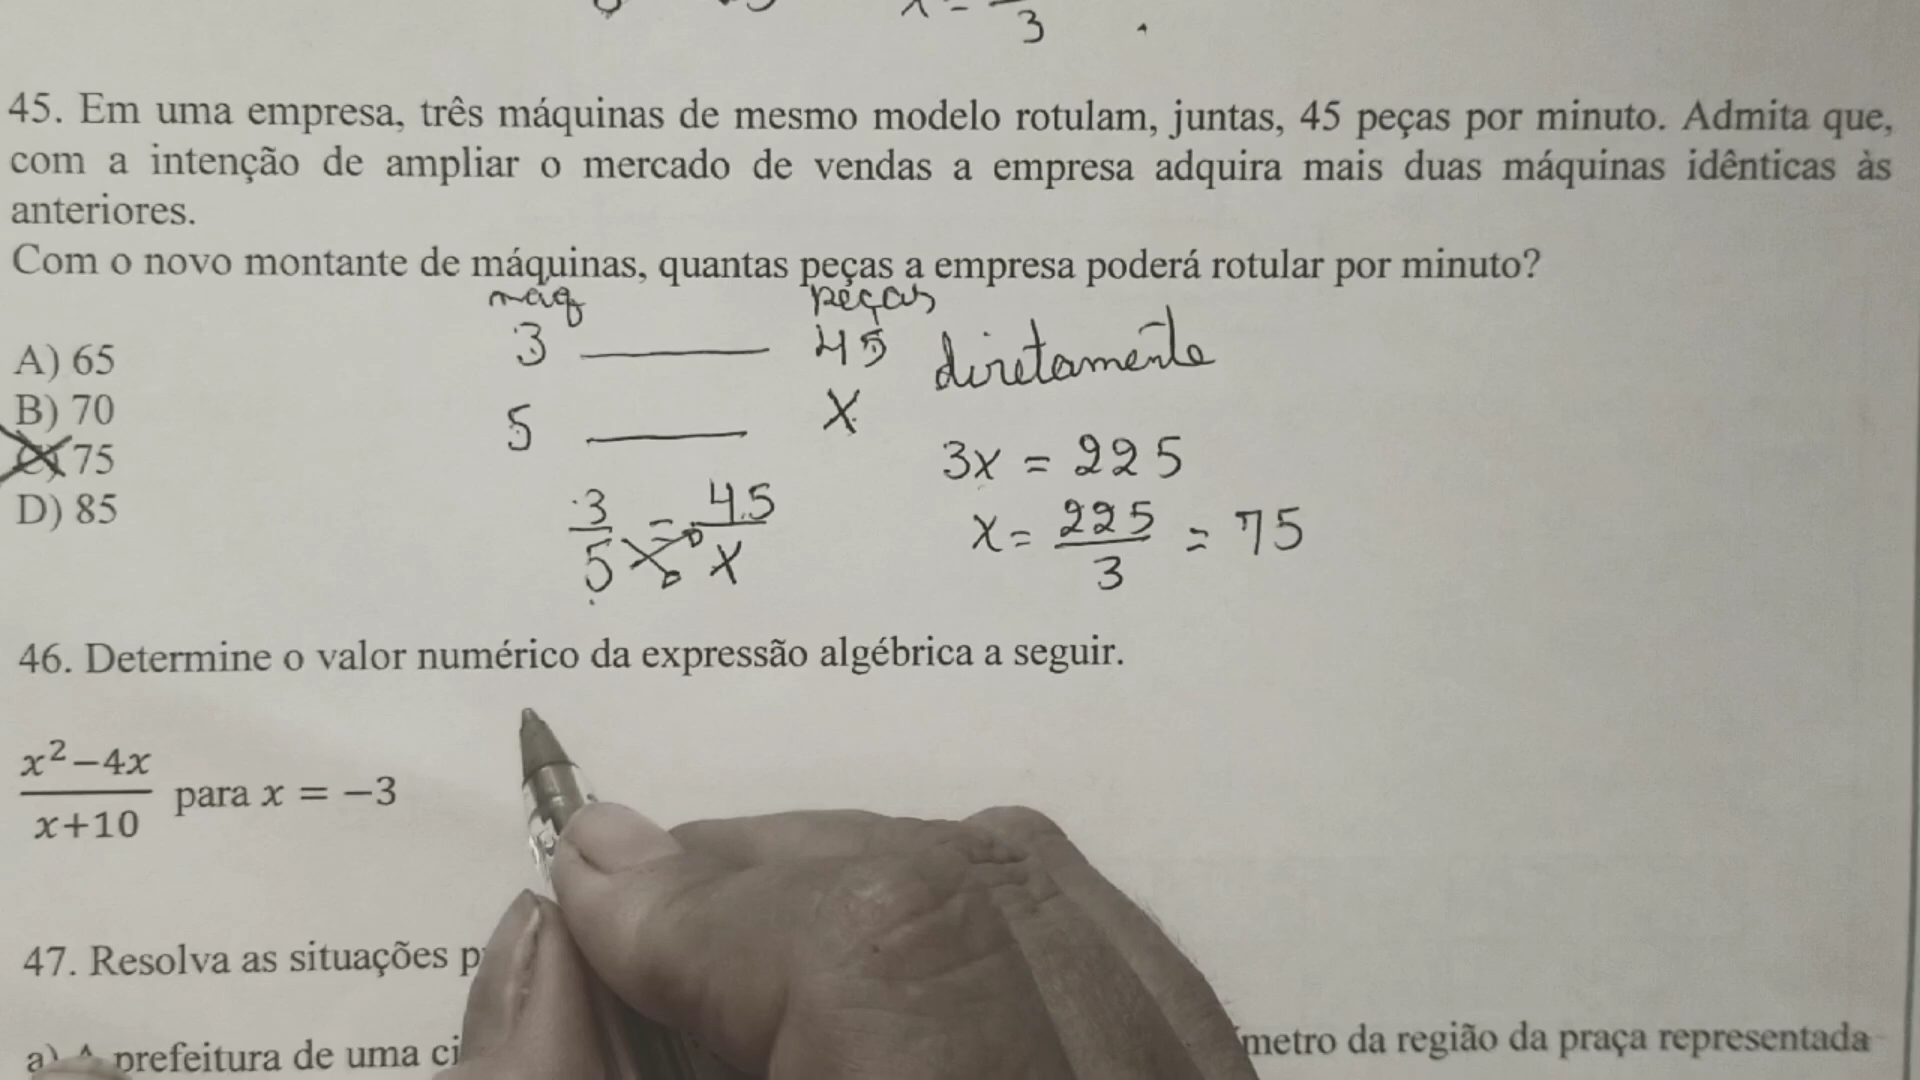 3
45. Em uma empresa, três máquinas de mesmo modelo rotulam, juntas, 45 peças por minuto. Admita que,
com a intenção de ampliar o mercado de vendas a empresa adquira mais duas máquinas idênticas às
anteriores.
Com o novo montante de máquinas, quantas peças a empresa poderá rotular por minuto?
maq peças
3 45 diretamente
5 x
A) 65
B) 70
C) 75
D) 85
3x = 225
3/5 = 45/x
x = 225/3 = 75
46. Determine o valor numérico da expressão algébrica a seguir.
x²−4x
x+10
para x = −3
47. Resolva as situações
a) A prefeitura de uma
metro da região da praça representada